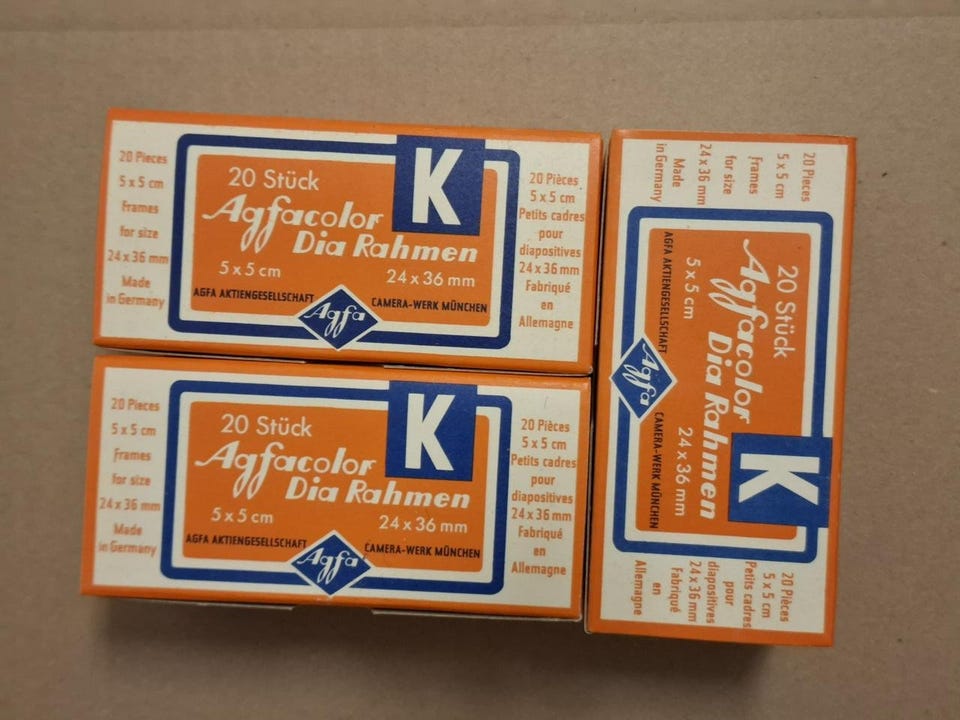 20 Pieces
5 x 5 cm
Frames
for size
24 x 36 mm
Made
in Germany
K
20 Stück
Agfacolor
Dia Rahmen
5 x 5 cm 24 x 36 mm
AGFA AKTIENGESELLSCHAFT CAMERA-WERK MÜNCHEN
Agfa
20 Pièces
5 x 5 cm
Petits cadres
pour
diapositives
24 x 36 mm
Fabriqué
en
Allemagne
20 Pieces
5 x 5 cm
Frames
for size
24 x 36 mm
Made
in Germany
K
20 Stück
Agfacolor
Dia Rahmen
5 x 5 cm 24 x 36 mm
AGFA AKTIENGESELLSCHAFT CAMERA-WERK MÜNCHEN
Agfa
20 Pièces
5 x 5 cm
Petits cadres
pour
diapositives
24 x 36 mm
Fabriqué
en
Allemagne
20 Pieces
5 x 5 cm
Frames
for size
24 x 36 mm
Made
in Germany
K
20 Stück
Agfacolor
Dia Rahmen
5 x 5 cm 24 x 36 mm
AGFA AKTIENGESELLSCHAFT CAMERA-WERK MÜNCHEN
Agfa
20 Pièces
5 x 5 cm
Petits cadres
pour
diapositives
24 x 36 mm
Fabriqué
en
Allemagne